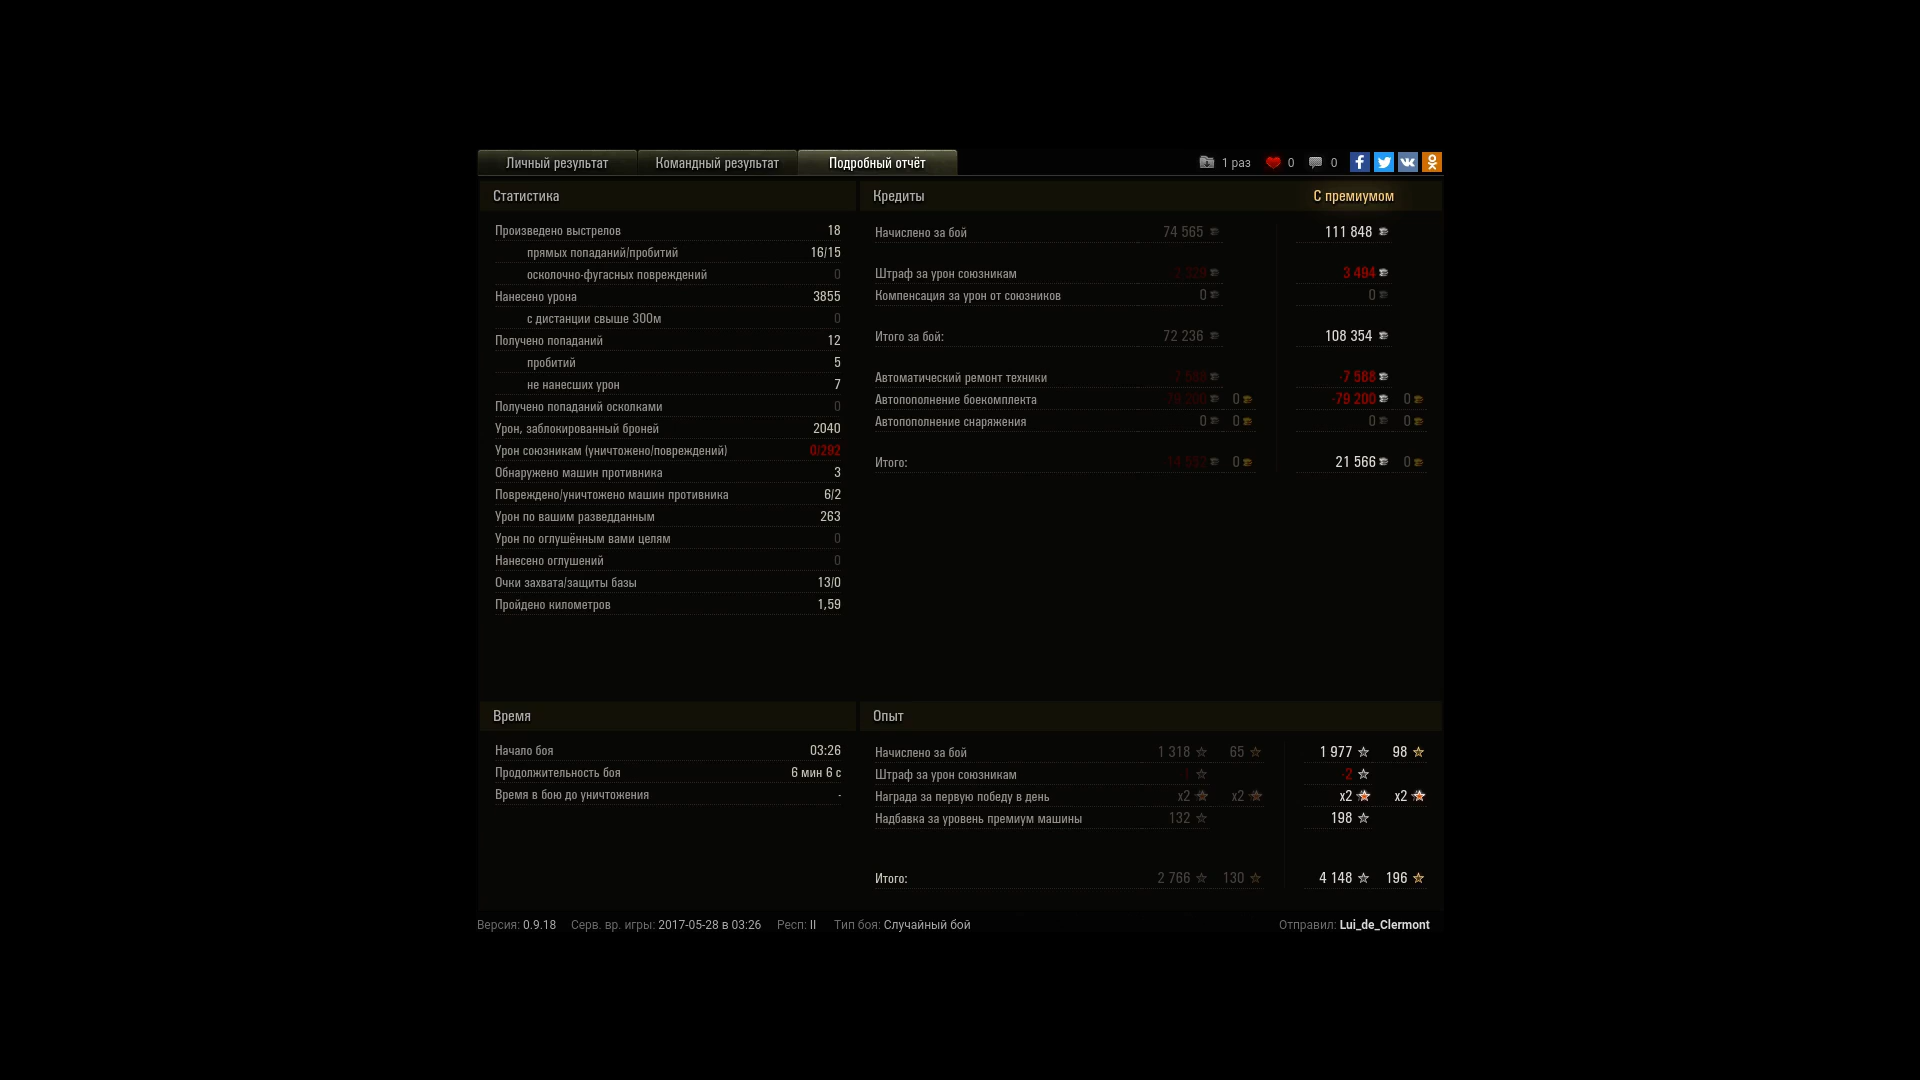 Личный результат Командный результат Подробный отчёт 1 раз 0 0
Статистика
Произведено выстрелов 18
прямых попаданий/пробитий 16/15
осколочно-фугасных повреждений 0
Нанесено урона 3855
с дистанции свыше 300м 0
Получено попаданий 12
пробитий 5
не нанесших урон 7
Получено попаданий осколками 0
Урон, заблокированный броней 2040
Урон союзникам (уничтожено/повреждений) 0/292
Обнаружено машин противника 3
Повреждено/уничтожено машин противника 6/2
Урон по вашим разведданным 263
Урон по оглушённым вами целям 0
Нанесено оглушений 0
Очки захвата/защиты базы 13/0
Пройдено километров 1,59
Кредиты С премиумом
Начислено за бой 74 565 111 848
Штраф за урон союзникам 3 494
Компенсация за урон от союзников 0 0
Итого за бой: 72 236 108 354
Автоматический ремонт техники -7 588 -7 588
Автопополнение боекомплекта -79 200 0 -79 200 0
Автопополнение снаряжения 0 0 0 0
Итого: 0 21 566 0
Время
Начало боя 03:26
Продолжительность боя 6 мин 6 с
Время в бою до уничтожения -
Опыт
Начислено за бой 1 318 65 1 977 98
Штраф за урон союзникам -2
Награда за первую победу в день x2 x2 x2 x2
Надбавка за уровень премиум машины 132 198
Итого: 2 766 130 4 148 196
Версия: 0.9.18 Серв. вр. игры: 2017-05-28 в 03:26 Респ: II Тип боя: Случайный бой Отправил: Lui_de_Clermont